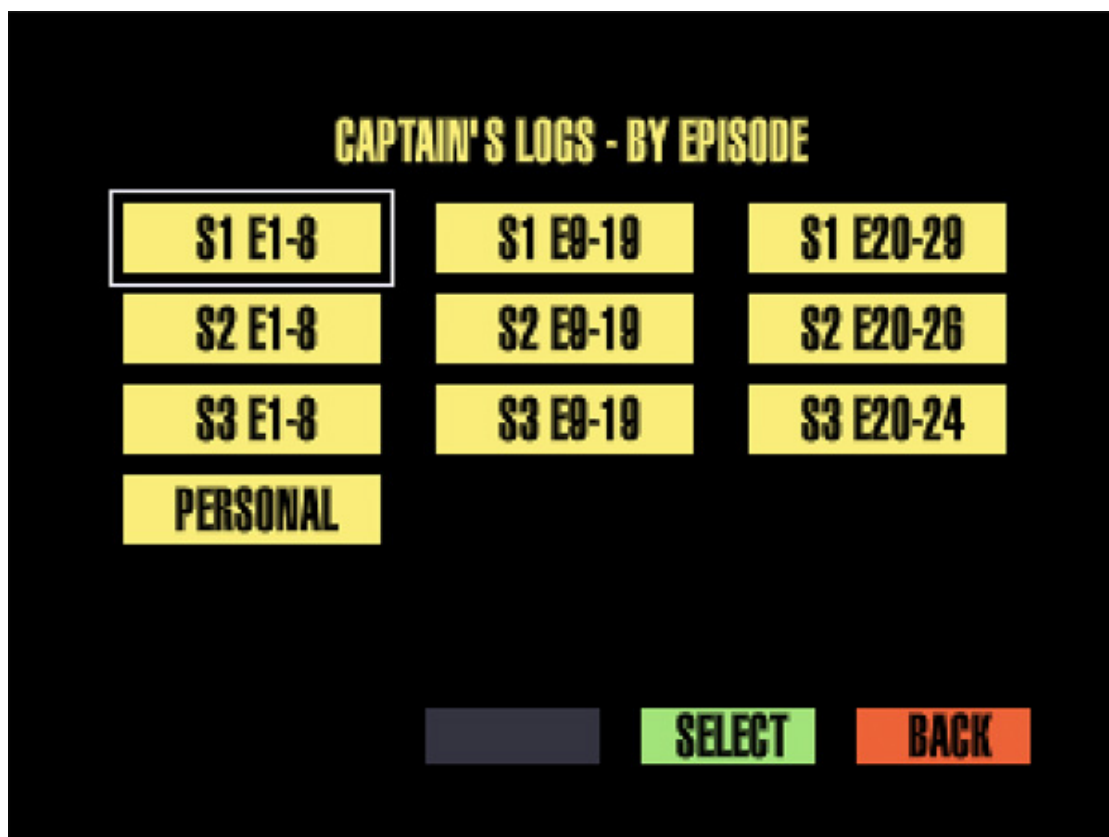 CAPTAIN'S LOGS - BY EPISODE
S1 E1-8 S1 E9-19 S1 E20-29
S2 E1-8 S2 E9-19 S2 E20-26
S3 E1-8 S3 E9-19 S3 E20-24
PERSONAL
SELECT BACK